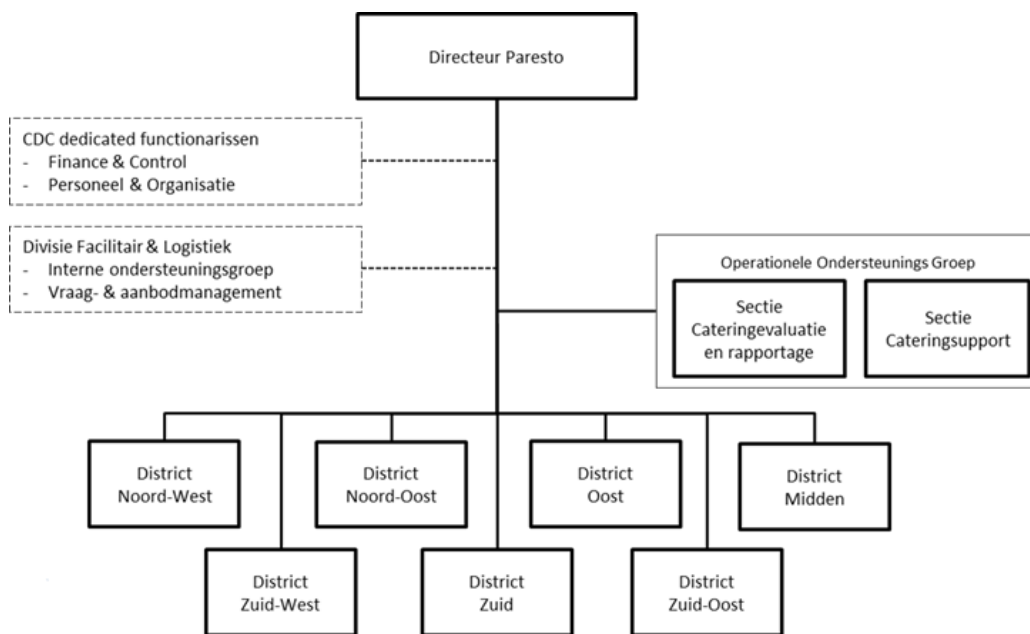 Directeur Paresto
CDC dedicated functionarissen
- Finance & Control
- Personeel & Organisatie
Divisie Facilitair & Logistiek
- Interne ondersteuningsgroep
- Vraag- & aanbodmanagement
Operationele Ondersteunings Groep
Sectie
Cateringevaluatie
en rapportage
Sectie
Cateringsupport
District
Noord-West
District
Noord-Oost
District
Oost
District
Midden
District
Zuid-West
District
Zuid
District
Zuid-Oost